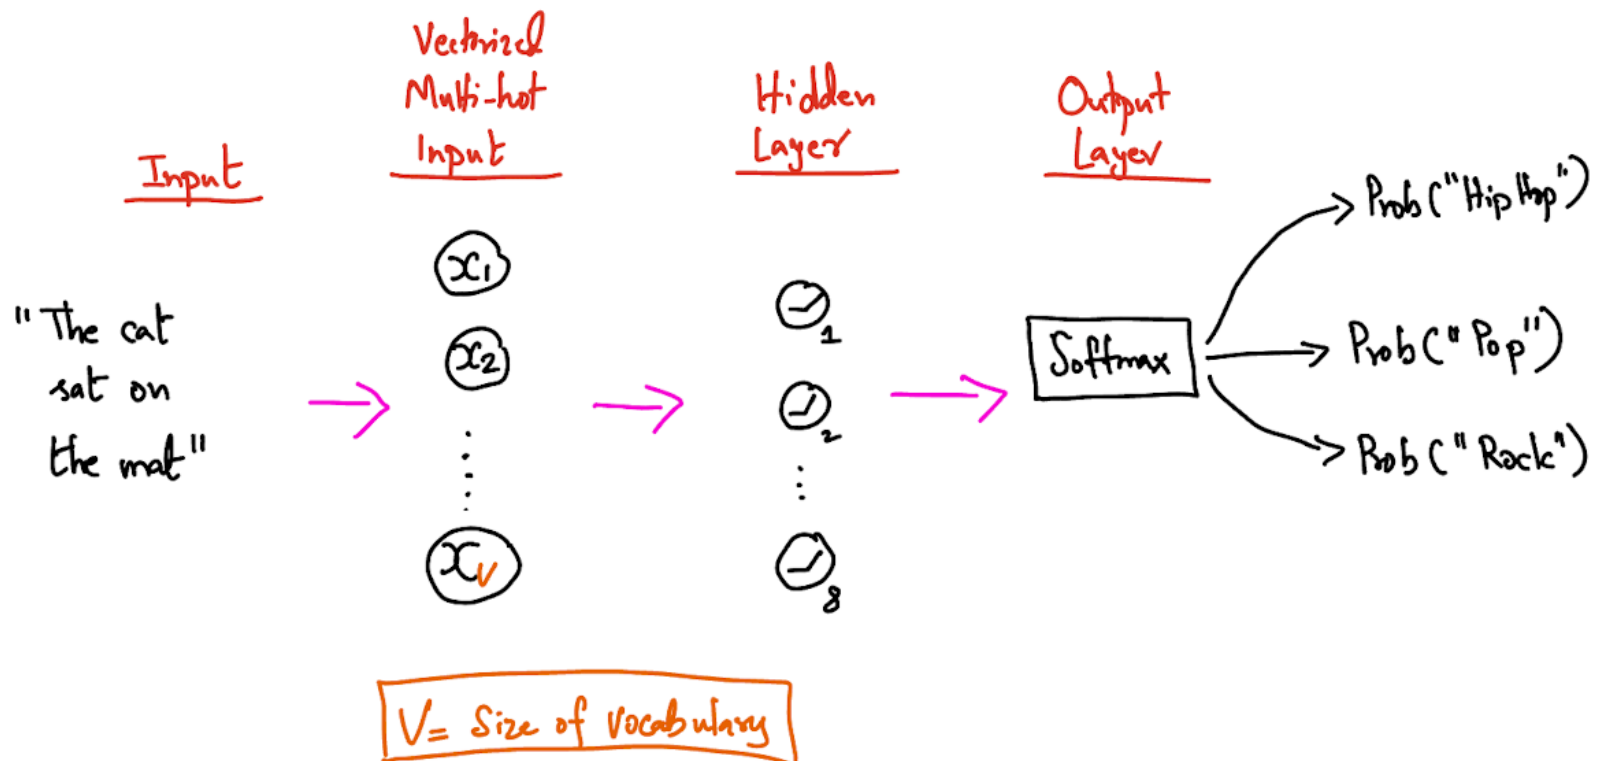 Input
Vectorized
Multi-hot
Input
Hidden
Layer
Output
Layer
"The cat
sat on
the mat"
x1
x2
xV
1
2
8
Softmax
Prob("Hip Hop")
Prob("Pop")
Prob("Rock")
V= Size of vocabulary